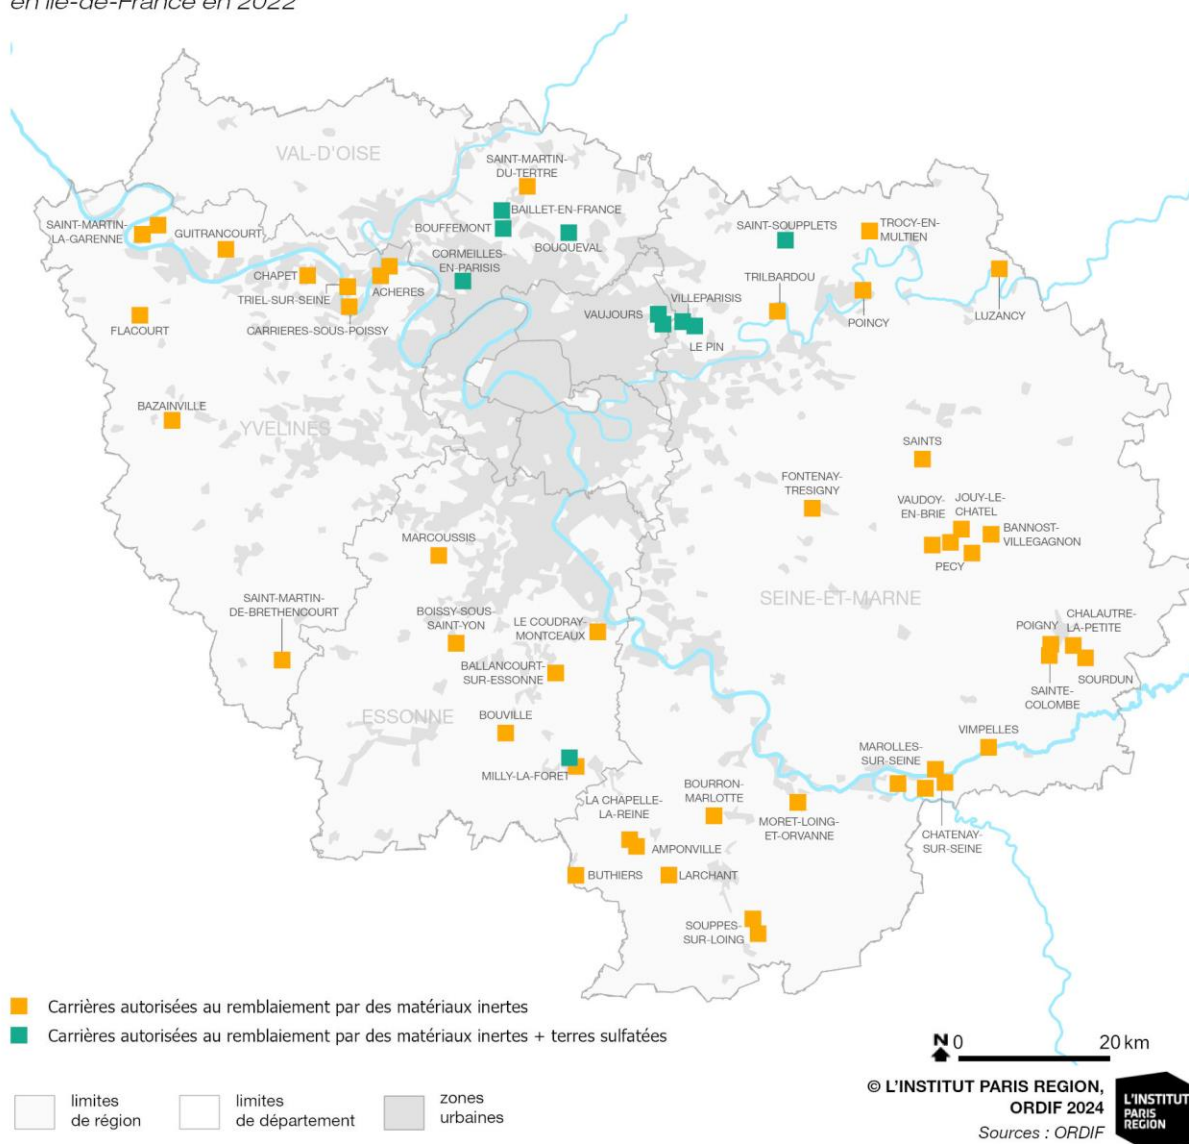 en Île-de-France en 2022
VAL-D'OISE
SAINT-MARTIN-
DU-TERTRE
BAILLET-EN-FRANCE
BOUFFEMONT
BOUQUEVAL
CORMEILLES-
EN-PARISIS
SAINT-MARTIN-
LA-GARENNE
GUITRANCOURT
CHAPET
TRIEL-SUR-SEINE
ACHERES
CARRIERES-SOUS-POISSY
FLACOURT
SAINT-SOUPPLETS
TROCY-EN-
MULTIEN
TRILBARDOU
VILLEPARISIS
VAUJOURS
LE PIN
POINCY
LUZANCY
BAZAINVILLE
YVELINES
SAINTS
FONTENAY-
TRESIGNY
VAUDOY-
EN-BRIE
JOUY-LE-
CHATEL
BANNOST-
VILLEGAGNON
PECY
MARCOUSSIS
SEINE-ET-MARNE
SAINT-MARTIN-
DE-BRETHENCOURT
BOISSY-SOUS-
SAINT-YON
LE COUDRAY-
MONTCEAUX
BALLANCOURT-
SUR-ESSONNE
POIGNY
CHALAUTRE-
LA-PETITE
SOURDUN
SAINTE-
COLOMBE
ESSONNE
BOUVILLE
MILLY-LA-FORET
VIMPELLES
MAROLLES-
SUR-SEINE
BOURRON-
MARLOTTE
LA CHAPELLE-
LA-REINE
MORET-LOING-
ET-ORVANNE
CHATENAY-
SUR-SEINE
AMPONVILLE
BUTHIERS
LARCHANT
SOUPPES-
SUR-LOING
Carrières autorisées au remblaiement par des matériaux inertes
Carrières autorisées au remblaiement par des matériaux inertes + terres sulfatées
limites
de région
limites
de département
zones
urbaines
N 0 20 km
© L'INSTITUT PARIS REGION,
ORDIF 2024
Sources : ORDIF
L'INSTITUT
PARIS
REGION